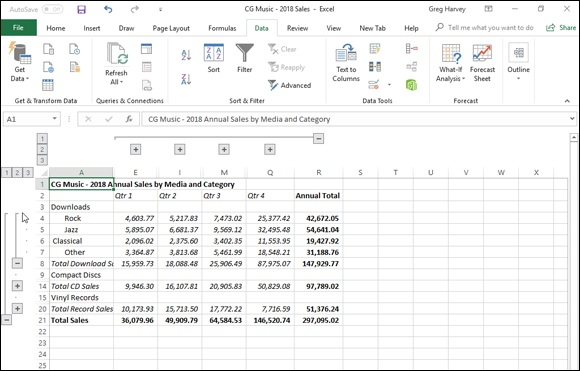 AutoSave Off CG Music - 2018 Sales - Excel Greg Harvey
File Home Insert Page Layout Formulas Data Review View New Tab Help Tell me what you want to do Share
Get Data Refresh All Sort Filter Clear Reapply Advanced Text to Columns What-If Analysis Forecast Sheet Outline
Get & Transform Data Queries & Connections Sort & Filter Data Tools Forecast
A1 fx CG Music - 2018 Annual Sales by Media and Category
1
2
3
1 2 3 A E I M Q R S T U V W X
1 CG Music - 2018 Annual Sales by Media and Category
2 Qtr 1 Qtr 2 Qtr 3 Qtr 4 Annual Total
3 Downloads
4 Rock 4,603.77 5,217.83 7,473.02 25,377.42 42,672.05
5 Jazz 5,895.07 6,681.37 9,569.12 32,495.48 54,641.04
6 Classical 2,096.02 2,375.60 3,402.35 11,553.95 19,427.92
7 Other 3,364.87 3,813.68 5,461.99 18,548.21 31,188.76
8 Total Download Sa 15,959.73 18,088.48 25,906.49 87,975.07 147,929.77
9 Compact Discs
14 Total CD Sales 9,946.30 16,107.81 20,905.83 50,829.08 97,789.02
15 Vinyl Records
20 Total Record Sales 10,173.93 15,713.50 17,772.22 7,716.59 51,376.24
21 Total Sales 36,079.96 49,909.79 64,584.53 146,520.74 297,095.02
22
23
24
25